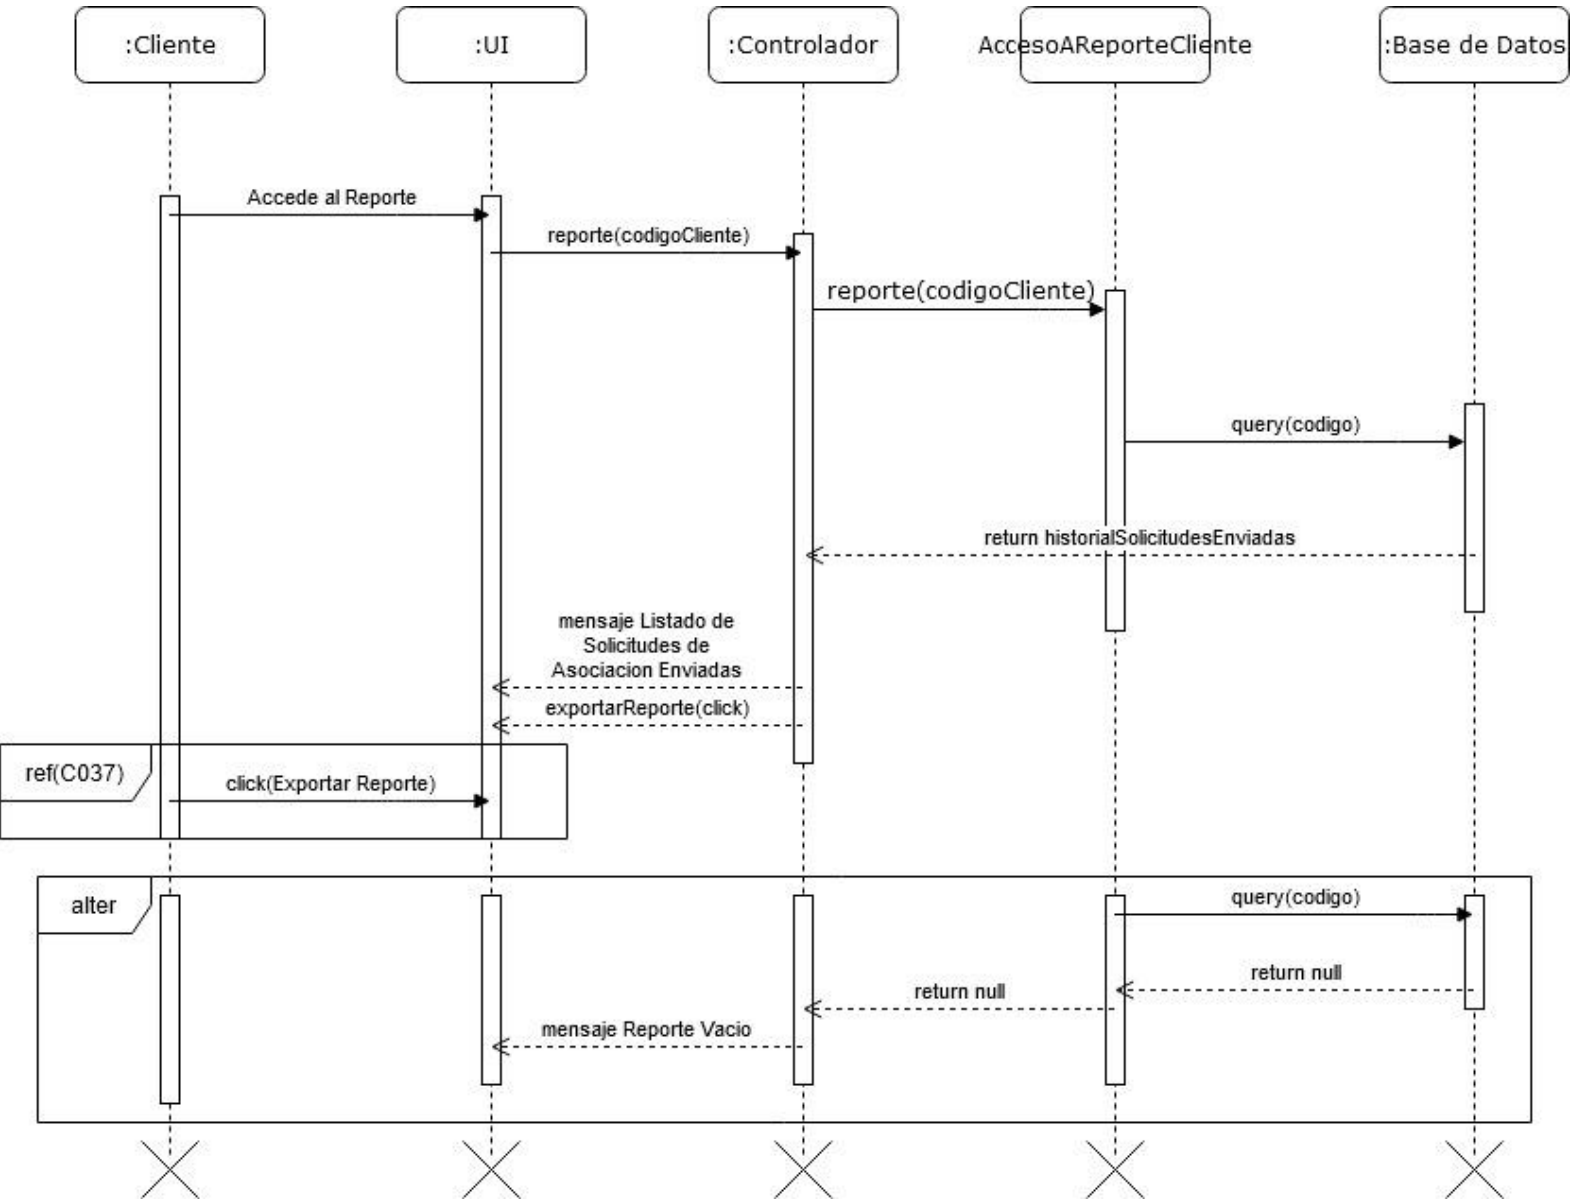 :Cliente
:UI
:Controlador
AccesoAReporteCliente
:Base de Datos
Accede al Reporte
reporte(codigoCliente)
reporte(codigoCliente)
query(codigo)
return historialSolicitudesEnviadas
mensaje Listado de
Solicitudes de
Asociacion Enviadas
exportarReporte(click)
ref(C037)
click(Exportar Reporte)
alter
query(codigo)
return null
return null
mensaje Reporte Vacio